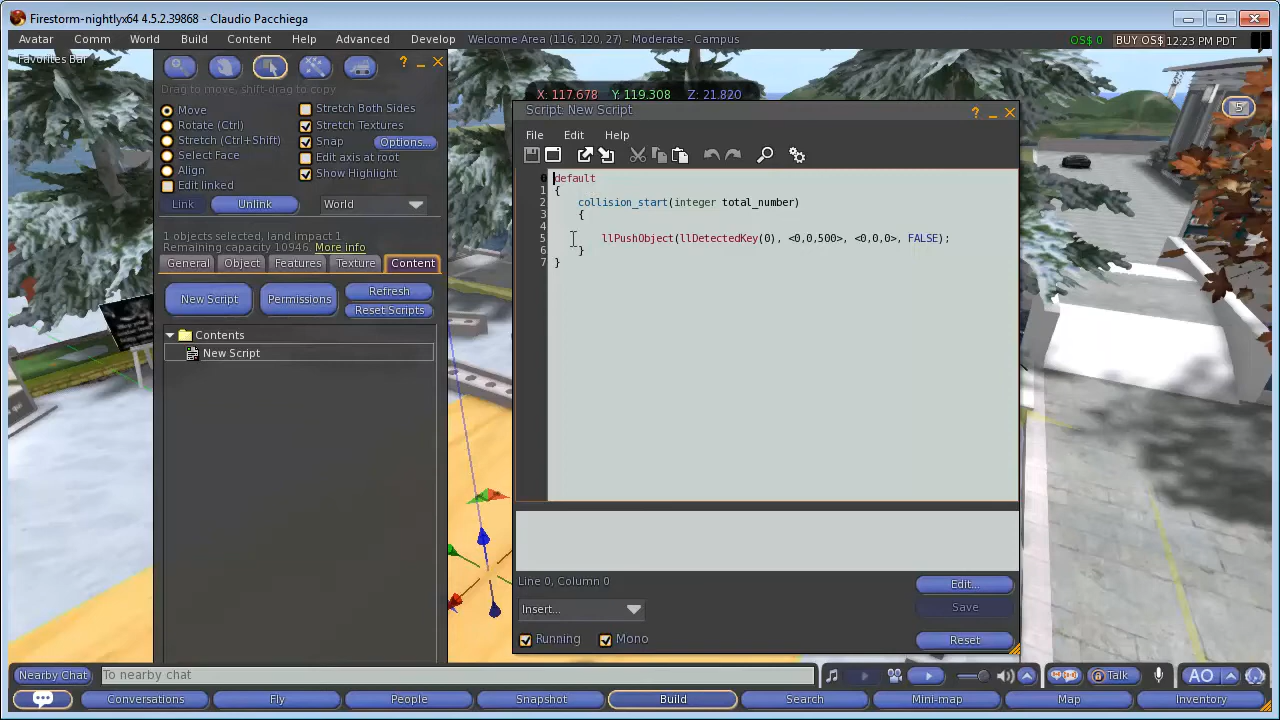 Firestorm-nightlyx64 4.5.2.39868 - Claudio Pacchiega
Avatar Comm World Build Content Help Advanced Develop Welcome Area (116, 120, 27) - Moderate - Campus OS$ 0 BUY OS$ 12:23 PM PDT
Favorites Bar
Drag to move, shift-drag to copy
Move
Rotate (Ctrl)
Stretch (Ctrl+Shift)
Select Face
Align
Edit linked
Stretch Both Sides
Stretch Textures
Snap Options...
Edit axis at root
Show Highlight
Link Unlink World
1 objects selected, land impact 1
Remaining capacity 10946. More info
General Object Features Texture Content
New Script Permissions Refresh
Reset Scripts
Contents
New Script
X: 117.678 Y: 119.308 Z: 21.820
Script: New Script
File Edit Help
0 default
1 {
2 collision_start(integer total_number)
3 {
4
5 llPushObject(llDetectedKey(0), <0,0,500>, <0,0,0>, FALSE);
6 }
7 }
Line 0, Column 0
Edit...
Insert...
Save
Running Mono
Reset
5
Nearby Chat To nearby chat Talk AO
Conversations Fly People Snapshot Build Search Mini-map Map Inventory